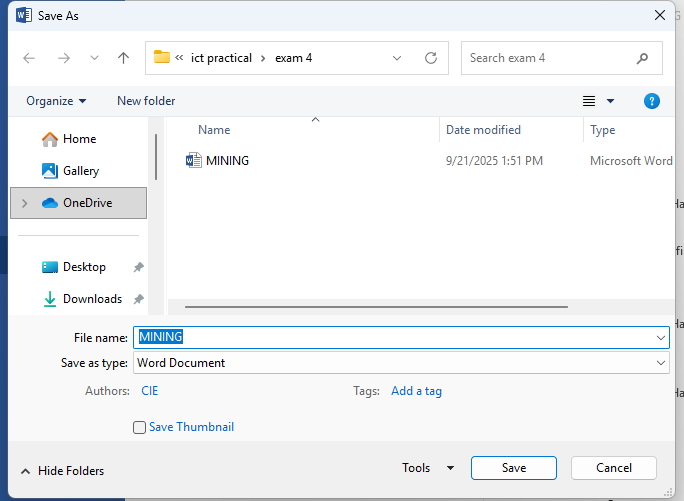 Save As
« ict practical > exam 4
Search exam 4
Organize
New folder
Name
Date modified
Type
Home
MINING
9/21/2025 1:51 PM
Microsoft Word
Gallery
OneDrive
Desktop
Downloads
File name:
MINING
Save as type:
Word Document
Authors:
CIE
Tags:
Add a tag
Save Thumbnail
Hide Folders
Tools
Save
Cancel